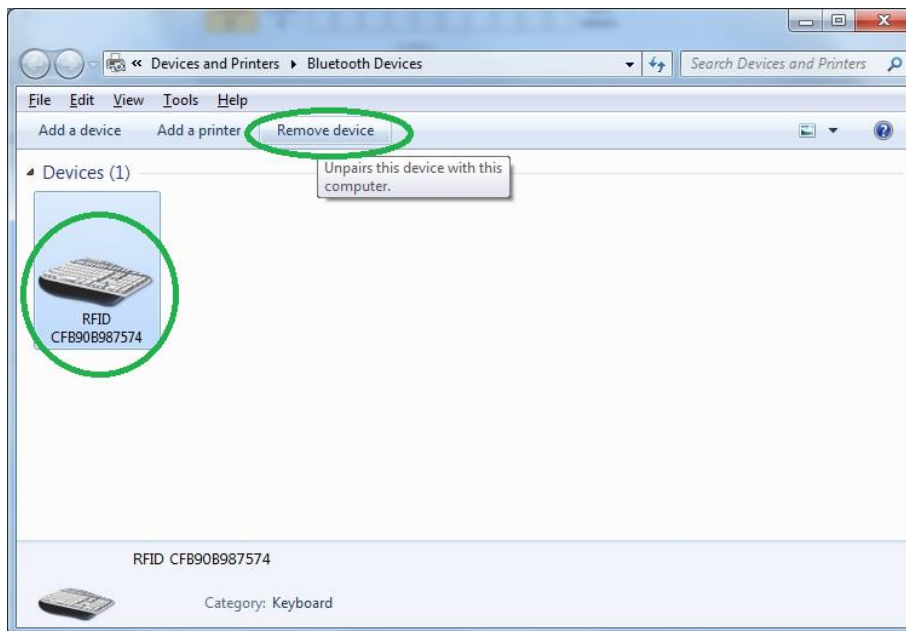 « Devices and Printers ▸ Bluetooth Devices
Search Devices and Printers
File Edit View Tools Help
Add a device Add a printer Remove device
Unpairs this device with this
computer.
Devices (1)
RFID
CFB90B987574
RFID CFB90B987574
Category: Keyboard